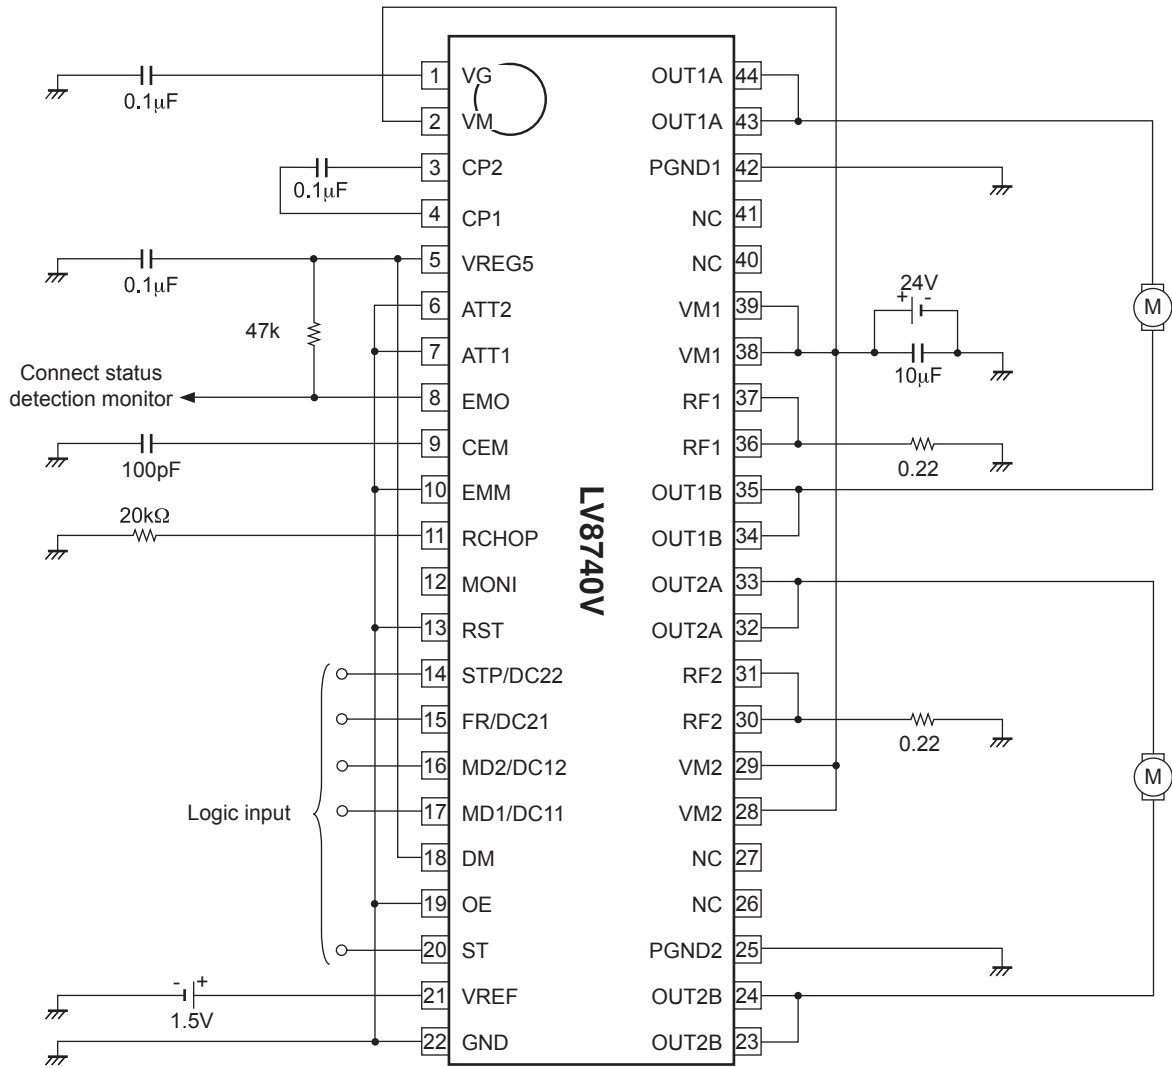 1 VG OUT1A 44
0.1μF
2 VM OUT1A 43
3 CP2 PGND1 42
0.1μF
4 CP1 NC 41
5 VREG5 NC 40
0.1μF
24V
+ -
6 ATT2 VM1 39
M
47k
7 ATT1 VM1 38
10μF
Connect status
detection monitor
8 EMO RF1 37
9 CEM RF1 36
100pF
0.22
10 EMM OUT1B 35
20kΩ
11 RCHOP OUT1B 34
LV8740V
12 MONI OUT2A 33
13 RST OUT2A 32
14 STP/DC22 RF2 31
15 FR/DC21 RF2 30
0.22
16 MD2/DC12 VM2 29
M
Logic input
17 MD1/DC11 VM2 28
18 DM NC 27
19 OE NC 26
20 ST PGND2 25
- +
21 VREF OUT2B 24
1.5V
22 GND OUT2B 23